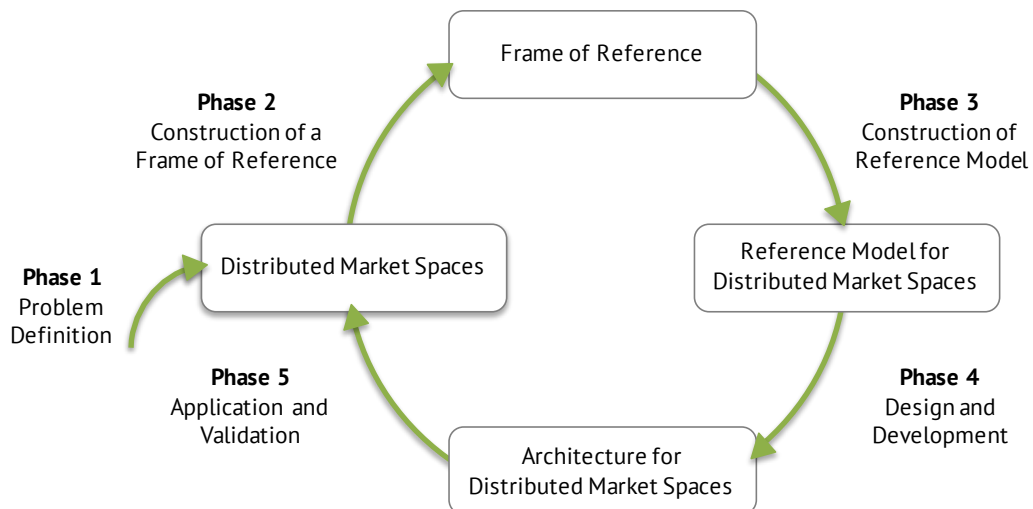 Frame of Reference
Phase 2
Construction of a
Frame of Reference
Phase 3
Construction of
Reference Model
Distributed Market Spaces
Reference Model for
Distributed Market Spaces
Phase 1
Problem
Definition
Phase 5
Application and
Validation
Phase 4
Design and
Development
Architecture for
Distributed Market Spaces